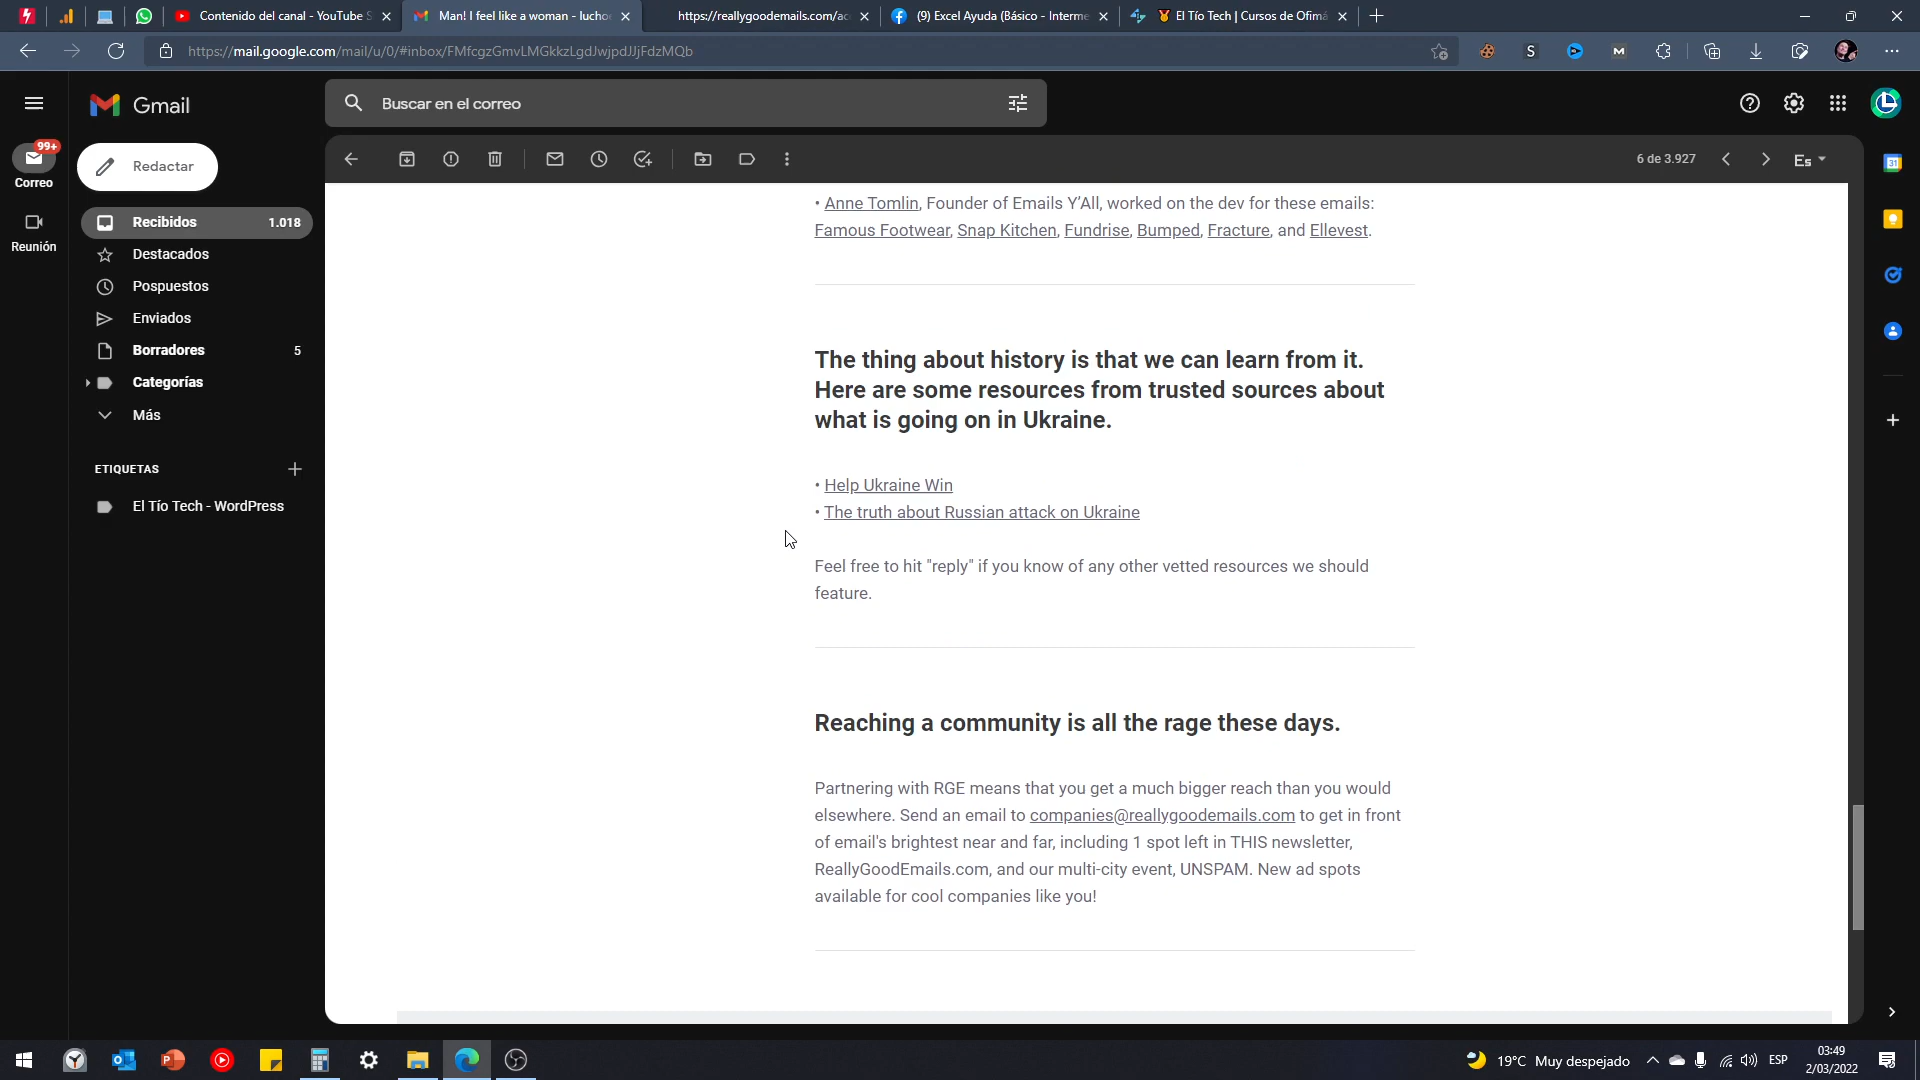 Contenido del canal - YouTube S
Man! I feel like a woman - lucho
https://reallygoodemails.com/ac
(9) Excel Ayuda (Básico - Interme
El Tío Tech | Cursos de Ofimá
https://mail.google.com/mail/u/0/#inbox/FMfcgzGmvLMGkkzLgdJwjpdJJjFdzMQb
Gmail
Buscar en el correo
99+
Correo
Reunión
Redactar
Recibidos 1.018
Destacados
Pospuestos
Enviados
Borradores 5
Categorías
Más
ETIQUETAS
El Tío Tech - WordPress
6 de 3.927
Es
• Anne Tomlin, Founder of Emails Y'All, worked on the dev for these emails:
Famous Footwear, Snap Kitchen, Fundrise, Bumped, Fracture, and Ellevest.
The thing about history is that we can learn from it.
Here are some resources from trusted sources about
what is going on in Ukraine.
• Help Ukraine Win
• The truth about Russian attack on Ukraine
Feel free to hit "reply" if you know of any other vetted resources we should
feature.
Reaching a community is all the rage these days.
Partnering with RGE means that you get a much bigger reach than you would
elsewhere. Send an email to companies@reallygoodemails.com to get in front
of email's brightest near and far, including 1 spot left in THIS newsletter,
ReallyGoodEmails.com, and our multi-city event, UNSPAM. New ad spots
available for cool companies like you!
31
19°C Muy despejado
ESP
03:49
2/03/2022